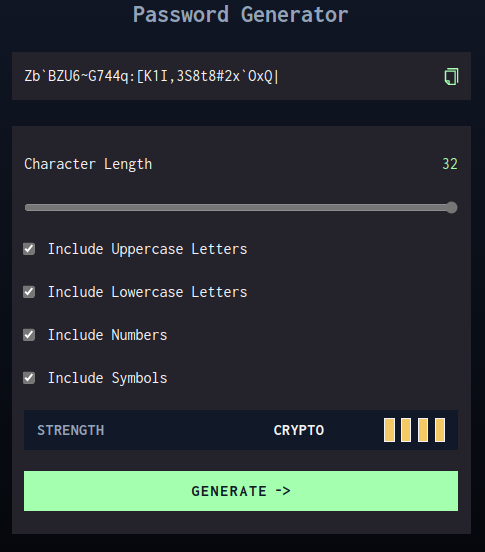 Password Generator
Zb`BZU6~G744q:[K1I,3S8t8#2x`OxQ|
Character Length 32
Include Uppercase Letters
Include Lowercase Letters
Include Numbers
Include Symbols
STRENGTH CRYPTO
GENERATE ->